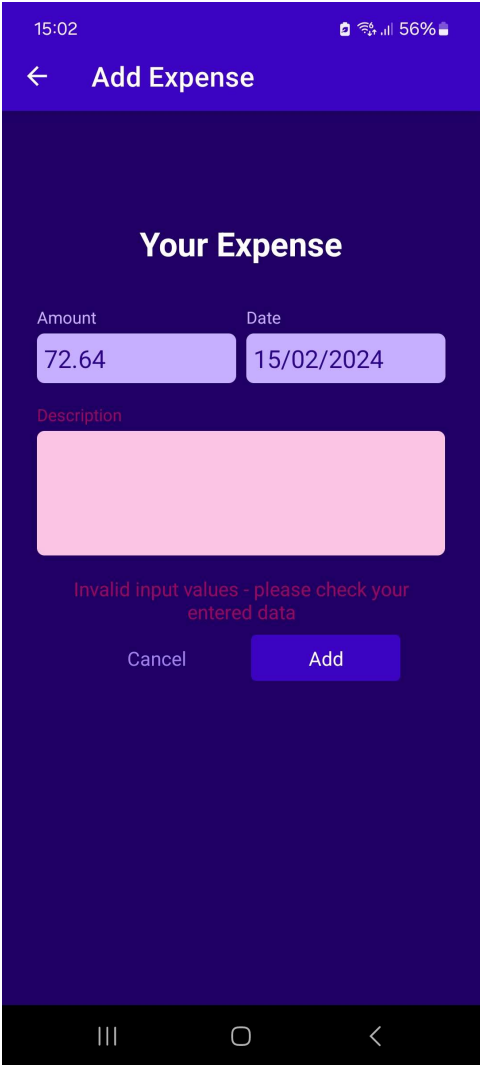 15:02 56%
Add Expense
Your Expense
Amount Date
72.64 15/02/2024
Description
Invalid input values - please check your
entered data
Cancel Add